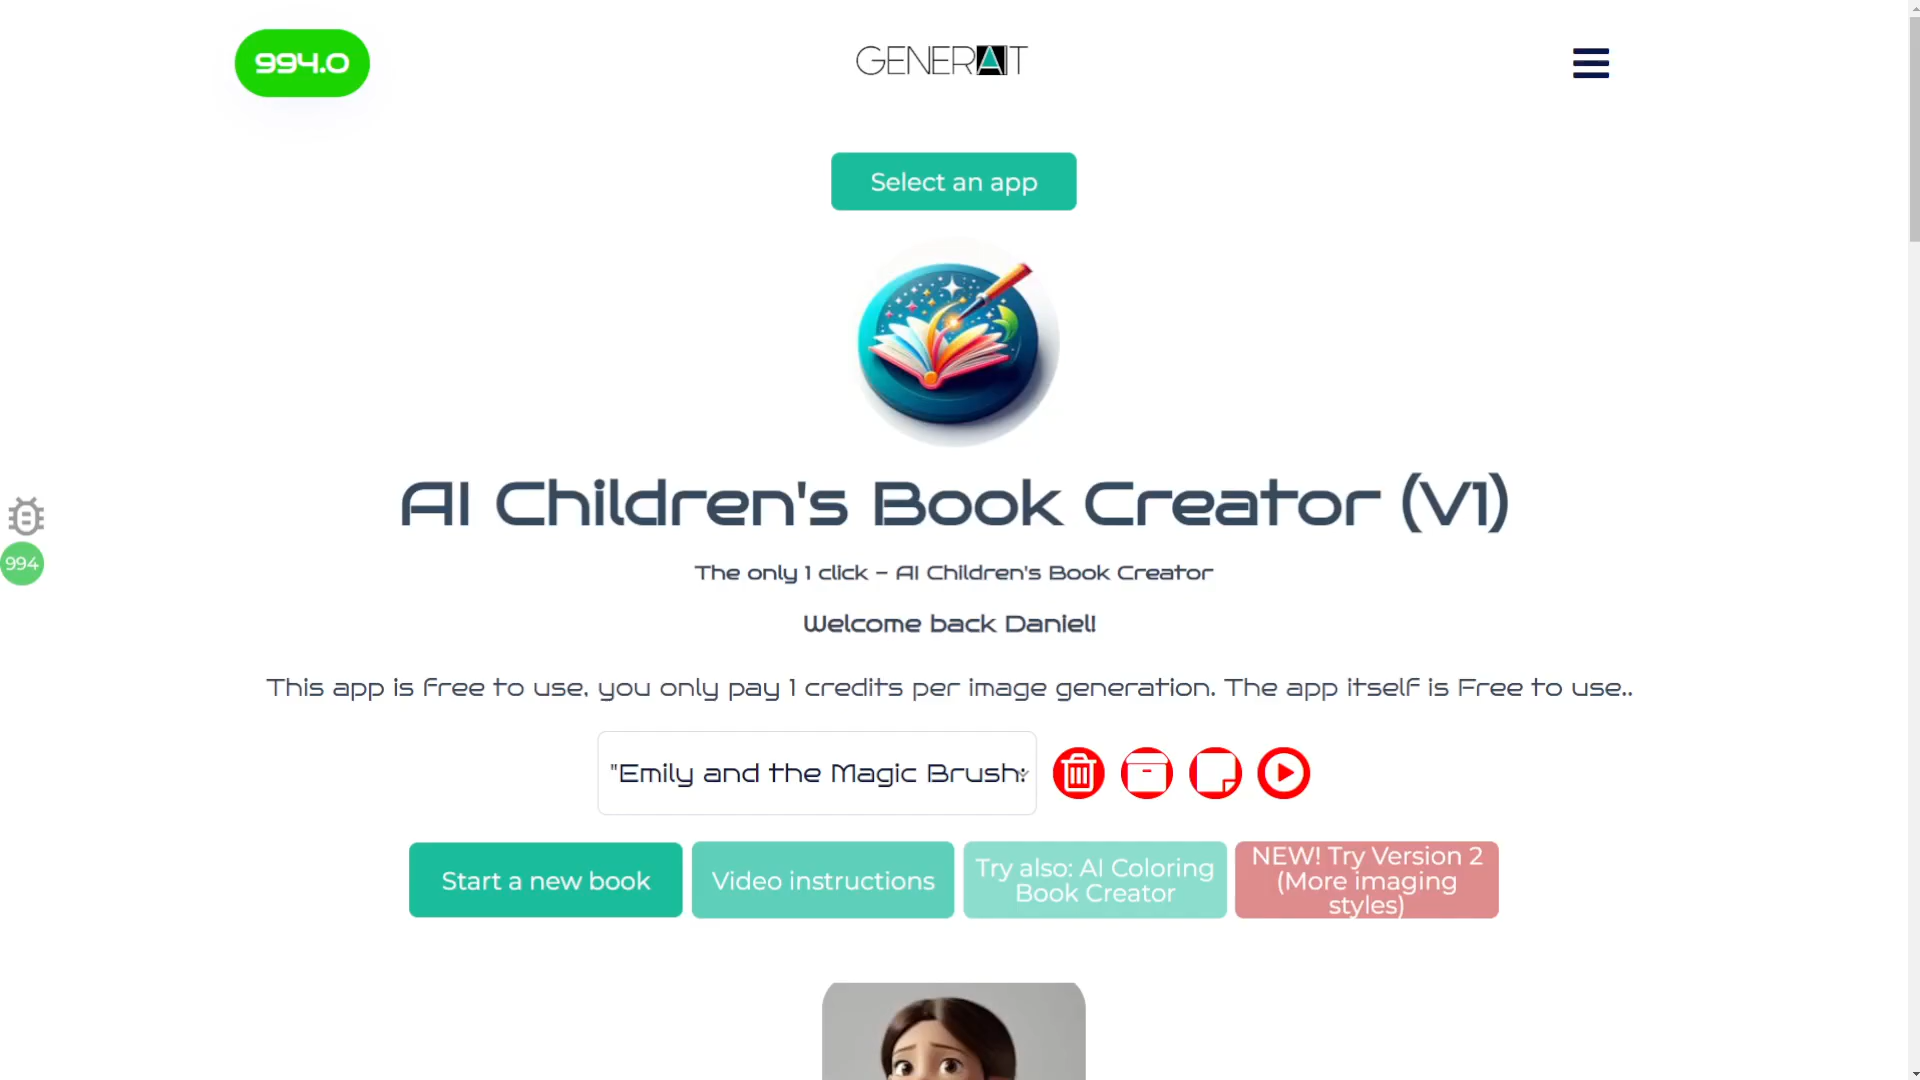 994.0
GENERAIT
Select an app
AI Children's Book Creator (V1)
The only 1 click - AI Children's Book Creator
994
Welcome back Daniel!
This app is free to use, you only pay 1 credits per image generation. The app itself is Free to use..
"Emily and the Magic Brush:
Start a new book
Video instructions
Try also: AI Coloring
Book Creator
NEW! Try Version 2
(More imaging
styles)